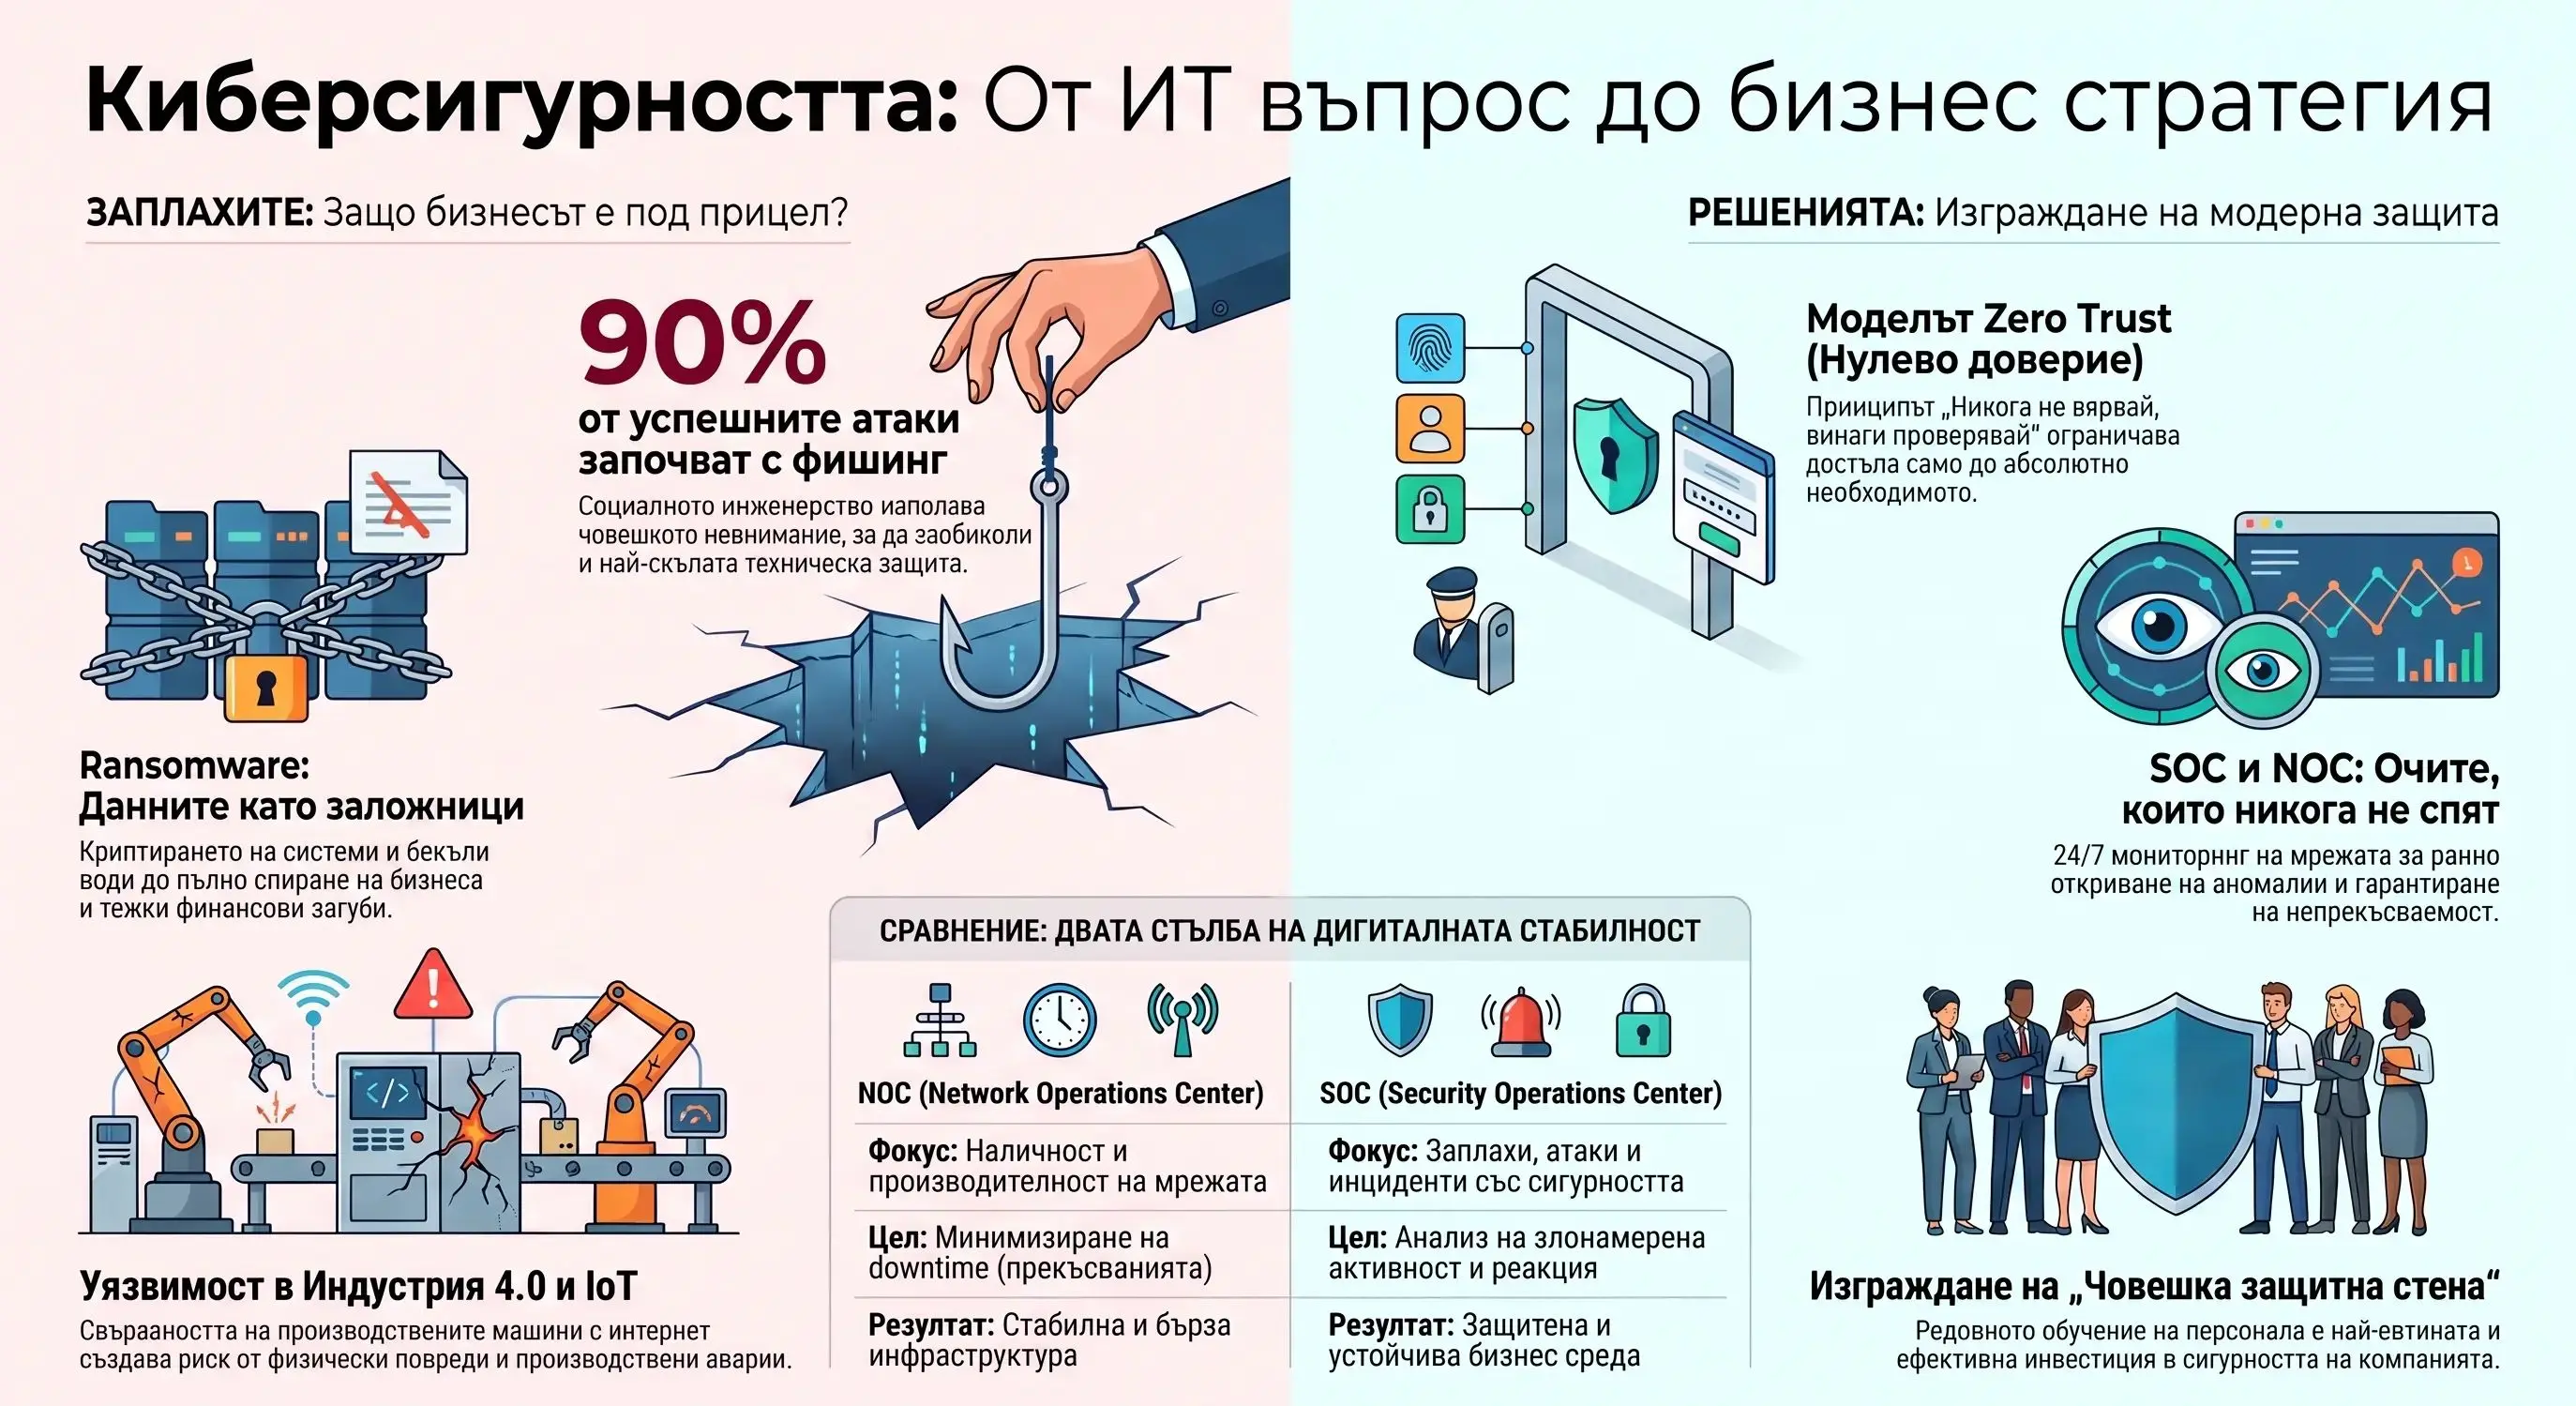 Киберсигурността: От ИТ въпрос до бизнес стратегия
ЗАПЛАХИТЕ: Защо бизнесът е под прицел?
90%
от успешните атаки
започват с фишинг
Социалното инженерство иаполава
човешкото невнимание, за да заобиколи
и най-скълата техническа защита.
Ransomware:
Данните като заложници
Криптирането на системи и бекъли
води до пълно спиране на бизнеса
и тежки финансови загуби.
</>
Уязвимост в Индустрия 4.0 и IoT
Свърааността на производствените машини с интернет
създава риск от физически повреди и производствени аварии.
РЕШЕНИЯТА: Изграждане на модерна защита
Моделът Zero Trust
(Нулево доверие)
Прииципът „Никога не вярвай,
винаги проверявай“ ограничава
достъла само до абсолютно
необходимото.
SOC и NOC: Очите,
които никога не спят
24/7 мониторннг на мрежата за ранно
откриване на аномалии и гарантиране
на непрекъсваемост.
Изграждане на „Човешка защитна стена“
Редовното обучение на персонала е най-евтината и
ефективна инвестиция в сигурността на компанията.
СРАВНЕНИЕ: ДВАТА СТЪЛБА НА ДИГИТАЛНАТА СТАБИЛНОСТ
NOC (Network Operations Center)
Фокус: Наличност и
производителност на мрежата
Цел: Минимизиране на
downtime (прекъсванията)
Резултат: Стабилна и бърза
инфраструктура
SOC (Security Operations Center)
Фокус: Заплахи, атаки и
инциденти със сигурността
Цел: Анализ на злонамерена
активност и реакция
Резултат: Защитена и
устойчива бизнес среда